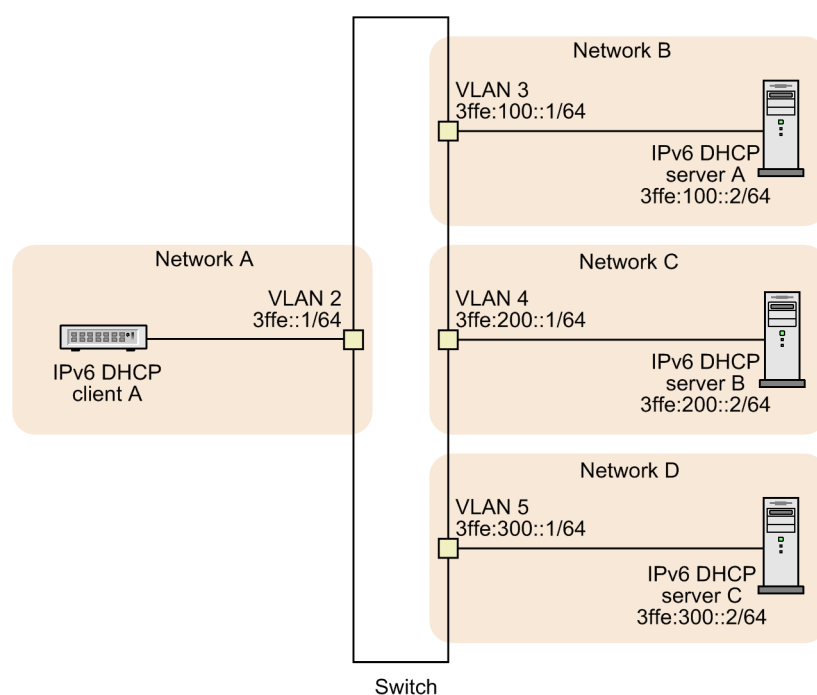 Network B
VLAN 3
3ffe:100::1/64
IPv6 DHCP
server A
3ffe:100::2/64
Network A
VLAN 2
3ffe::1/64
IPv6 DHCP
client A
Network C
VLAN 4
3ffe:200::1/64
IPv6 DHCP
server B
3ffe:200::2/64
Network D
VLAN 5
3ffe:300::1/64
IPv6 DHCP
server C
3ffe:300::2/64
Switch